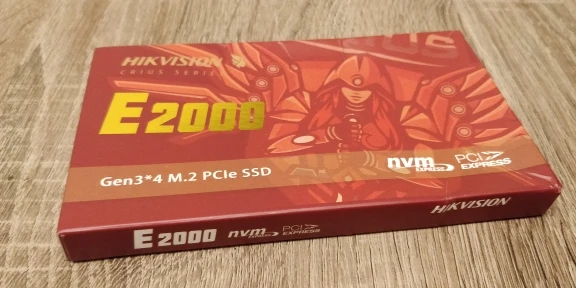 HIKVISION
CRIUS SERIES
E2000
Gen3*4 M.2 PCIe SSD
nvm EXPRESS
PCI EXPRESS
E2000 nvm EXPRESS PCI EXPRESS
HIKVISION